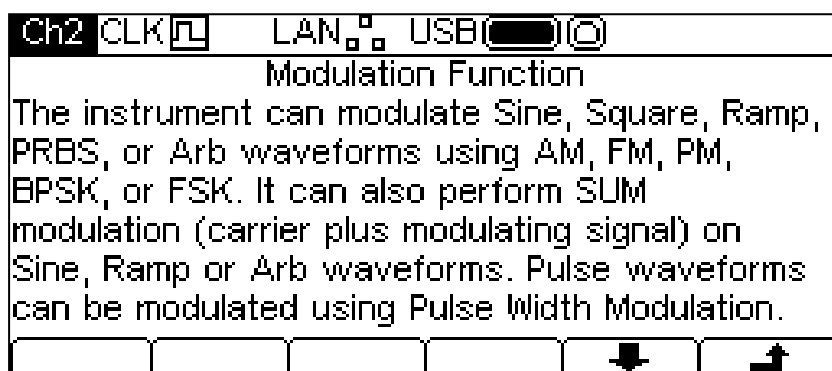 Ch2 CLK LAN USB
Modulation Function
The instrument can modulate Sine, Square, Ramp,
PRBS, or Arb waveforms using AM, FM, PM,
BPSK, or FSK. It can also perform SUM
modulation (carrier plus modulating signal) on
Sine, Ramp or Arb waveforms. Pulse waveforms
can be modulated using Pulse Width Modulation.